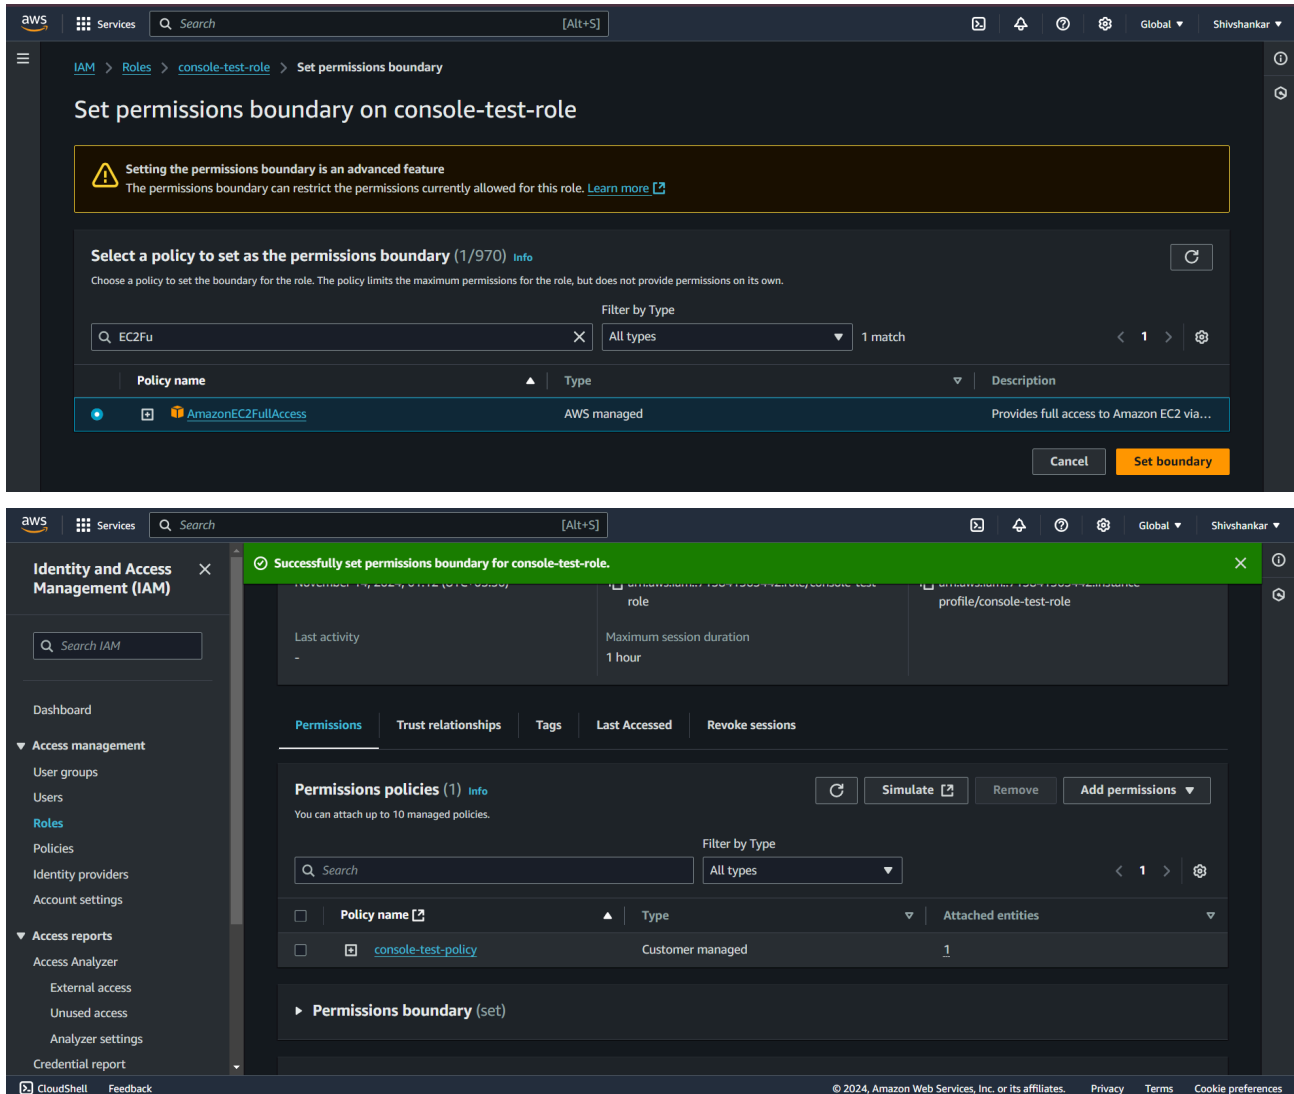 aws Services Search [Alt+S] Global Shivshankar
IAM > Roles > console-test-role > Set permissions boundary
Set permissions boundary on console-test-role
Setting the permissions boundary is an advanced feature
The permissions boundary can restrict the permissions currently allowed for this role. Learn more
Select a policy to set as the permissions boundary (1/970) Info
Choose a policy to set the boundary for the role. The policy limits the maximum permissions for the role, but does not provide permissions on its own.
Filter by Type
EC2Fu All types 1 match 1
Policy name Type Description
AmazonEC2FullAccess AWS managed Provides full access to Amazon EC2 via...
Cancel Set boundary
aws Services Search [Alt+S] Global Shivshankar
Identity and Access Management (IAM)
Search IAM
Dashboard
Access management
User groups
Users
Roles
Policies
Identity providers
Account settings
Access reports
Access Analyzer
External access
Unused access
Analyzer settings
Credential report
Successfully set permissions boundary for console-test-role.
role
profile/console-test-role
Last activity
-
Maximum session duration
1 hour
Permissions Trust relationships Tags Last Accessed Revoke sessions
Permissions policies (1) Info
You can attach up to 10 managed policies.
Simulate Remove Add permissions
Filter by Type
Search All types 1
Policy name Type Attached entities
console-test-policy Customer managed 1
Permissions boundary (set)
CloudShell Feedback © 2024, Amazon Web Services, Inc. or its affiliates. Privacy Terms Cookie preferences